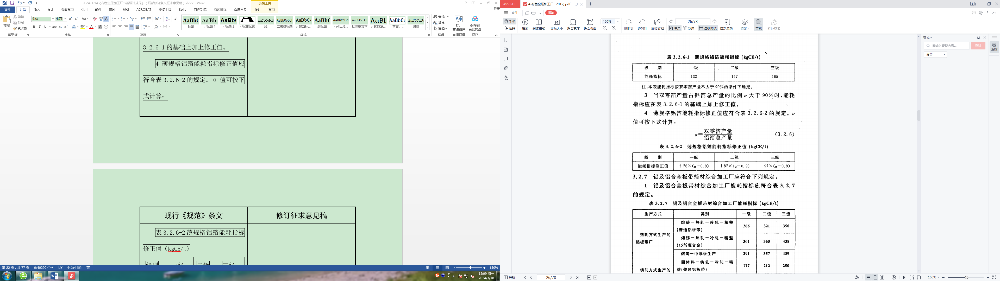 2024-3-14《有色金属加工厂节能设计规范》（局部修订条文征求意见稿）.docx - Word
表格工具
文件 开始 插入 设计 页面布局 引用 邮件 审阅 视图 ACROBAT 更多工具 Solid 特色功能 有道翻译 百度网盘 设计 布局 登录
粘贴 剪切 复制 格式刷
宋体 小四
剪贴板 字体 段落 样式 编辑 有道翻译 保存
标题 标题 1 标题 2 标准标志 段 二级条标题 封面标... 副标题 列出段... 批注框文本 其他发... 前言、... 强调
查找 替换 选择
打开有道翻译
保存到百度网盘
3.2.6-1 的基础上加上修正值。
4 薄规格铝箔能耗指标修正值应
符合表 3.2.6-2 的规定。α 值可按下
式计算：
现行《规范》条文 修订征求意见稿
表 3,2.6-2 薄规格铝箔能耗指标
修正值（kgCE/t)
级别 一级 二级 三级
第 22 页，共 77 页 0/40290 个字 中文(中国) 150%
15:09 周一
2024/3/18
WPS PDF 4-有色金属加工厂...2012).pdf
文件 阅读
手型 选择 播放 阅读模式 实际大小 适合宽度 适合页面 160% 顺时针 逆时针 旋转文档 26/78 单页 双页 连续阅读 自动滚动 背景 查找 验证签名
查找
请输入查找内容... 查找
设置
查找
表 3.2.6-1 薄规格铝箔能耗指标 (kgCE/t)
级 别 一级 二级 三级
能耗指标 132 147 165
注：本表能耗指标按双零箔产量不大于 90%的条件下确定。
3 当双零箔产量占铝箔总产量的比例 α 大于 90%时，能耗
指标应在表 3.2.6-1 的基础上加上修正值。
4 薄规格铝箔能耗指标修正值应符合表 3.2.6-2 的规定。α
值可按下式计算：
α=双零箔产量/铝箔总产量 (3.2.6)
表 3.2.6-2 薄规格铝箔能耗指标修正值 (kgCE/t)
级 别 一级 二级 三级
能耗指标修正值 +76×(α-0.9) +87×(α-0.9) +97×(α-0.9)
3.2.7 铝及铝合金板带箔材综合加工厂应符合下列规定：
1 铝及铝合金板带材综合加工厂能耗指标应符合表 3.2.7
的规定。
表 3.2.7 铝及铝合金板带材综合加工厂能耗指标 (kgCE/t)
生产方式 类别 一级 二级 三级
热轧方式生产的铝板带厂
熔铸—热轧—冷轧—精整(普通铝板带) 266 321 350
熔铸—热轧—冷轧—精整(15%硬合金) 301 365 438
熔铸—中厚板生产 291 357 439
铸轧方式生产的
固体料—铸轧—冷轧—精整(普通铝板带) 177 212 250
导航 26/78 160%